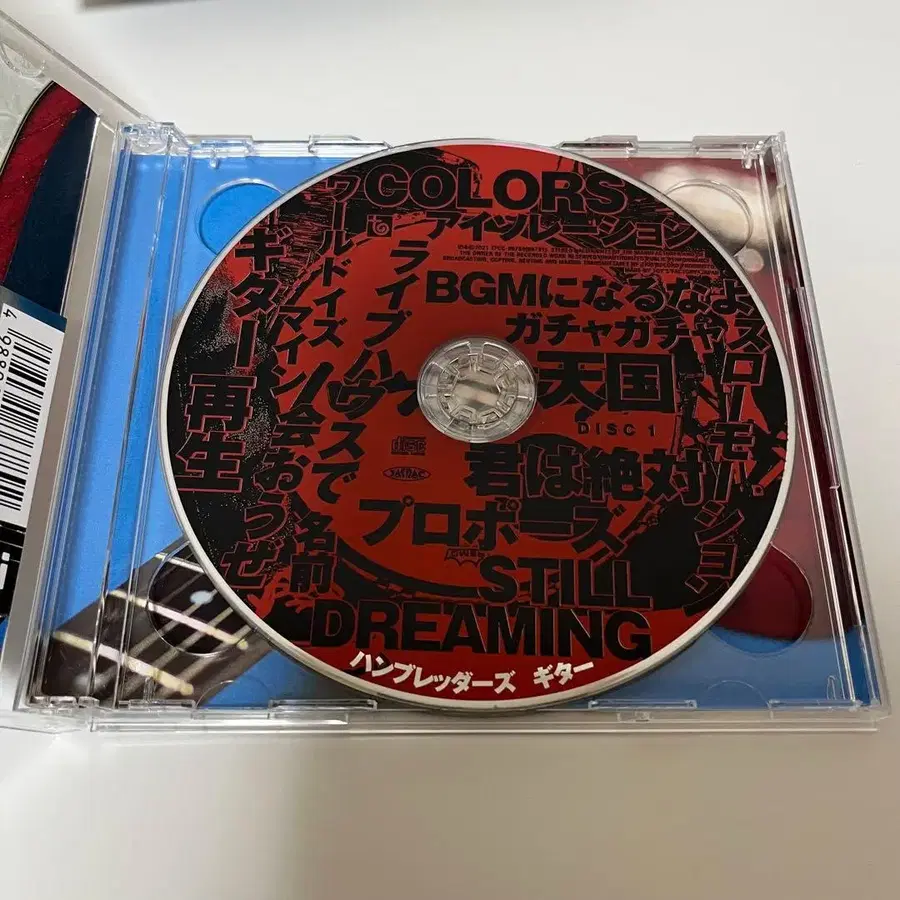 COLORS
アイソレーション
ワールドイズ
マイン
ライブハウスで
会おうぜ
ギター
再生
名前
BGMになるなよ
ガチャガチャ
スローモーション
天国
DISC 1
君は絶対
プロポーズ
STILL
DREAMING
ハンブレッダーズ ギター
4 9880